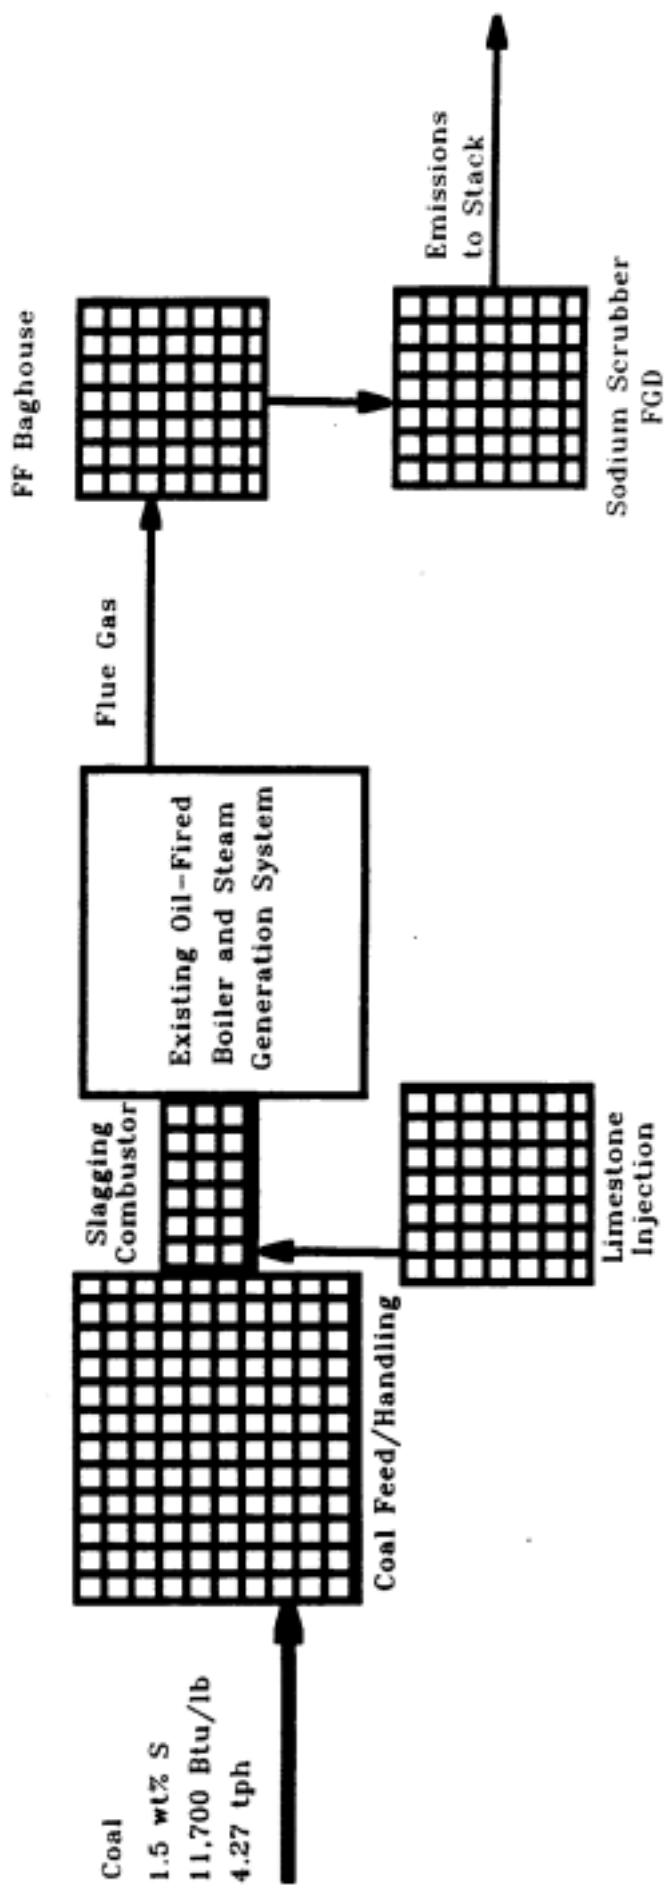 Coal
1.5 wt% S
11,700 Btu/lb
4.27 tph
Coal Feed/Handling
Slagging
Combustor
Limestone
Injection
Existing Oil-Fired
Boiler and Steam
Generation System
Flue Gas
FF Baghouse
Sodium Scrubber
FGD
Emissions
to Stack